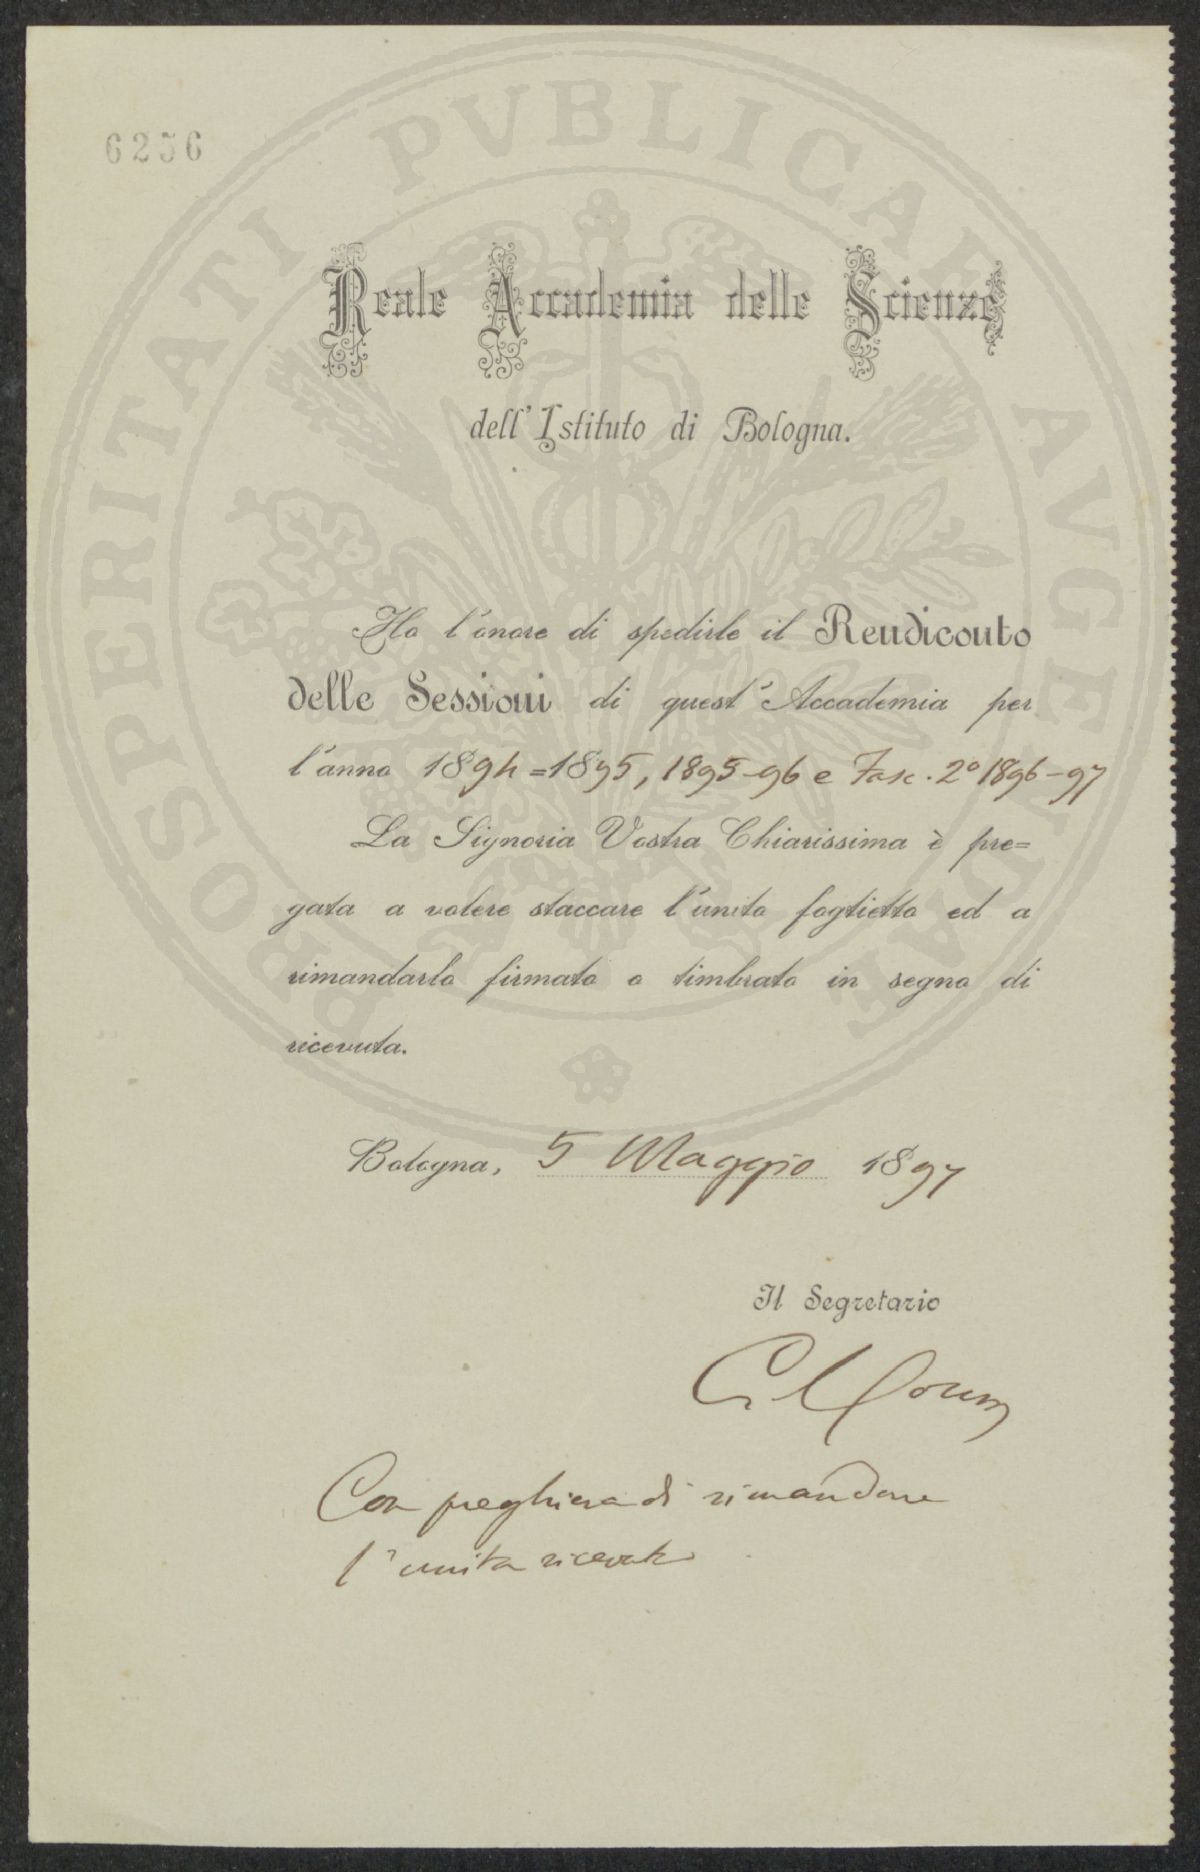 6256
PROSPERITATI PVBLICAE AVGENDAE
Reale Accademia delle Scienze
dell'Istituto di Bologna.
Ho l'onore di spedirle il Rendiconto
delle Sessioni di quest'Accademia per
l'anno 1894=1895, 1895-96 e Fasc. 2º 1896-97
La Signoria Vostra Chiarissima è pre=
gata a volere staccare l'unito foglietto ed a
rimandarlo firmato o timbrato in segno di
ricevuta.
Bologna, 5 Maggio 1897
Il Segretario
Con preghiera di rimandare
l'unita ricevuta